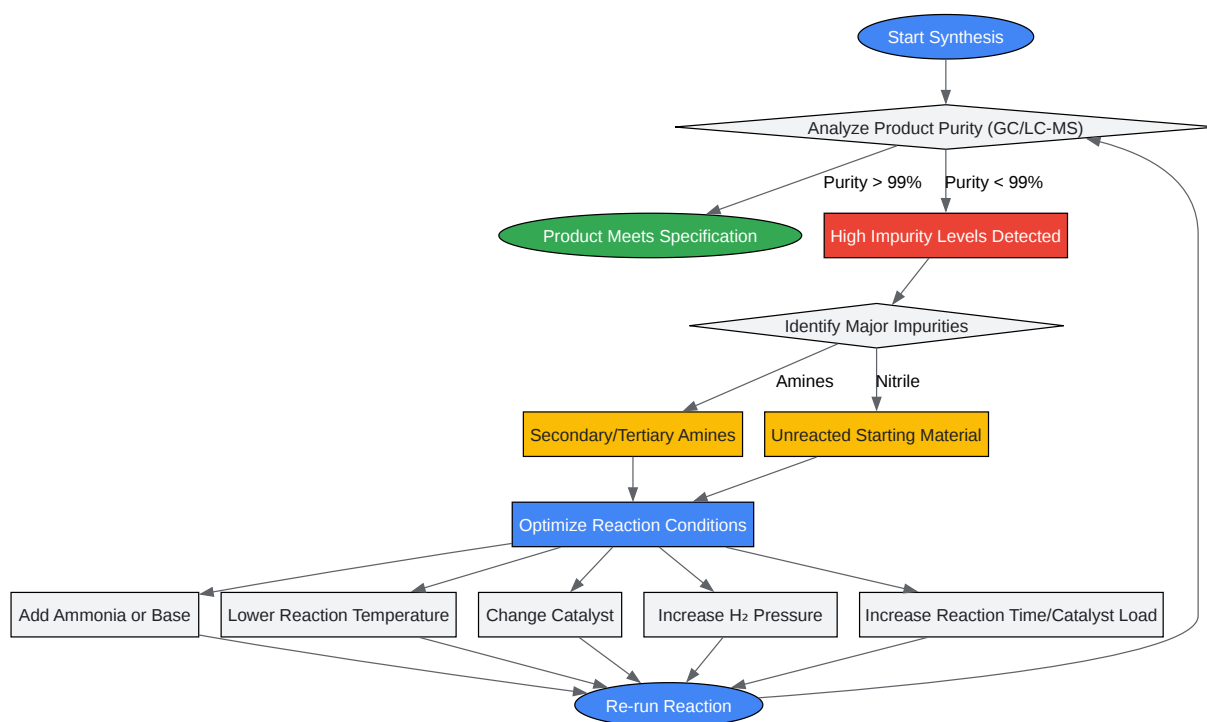 Start Synthesis
Analyze Product Purity (GC/LC-MS)
Purity > 99%
Purity < 99%
Product Meets Specification
High Impurity Levels Detected
Identify Major Impurities
Amines
Nitrile
Secondary/Tertiary Amines
Unreacted Starting Material
Optimize Reaction Conditions
Add Ammonia or Base
Lower Reaction Temperature
Change Catalyst
Increase H₂ Pressure
Increase Reaction Time/Catalyst Load
Re-run Reaction